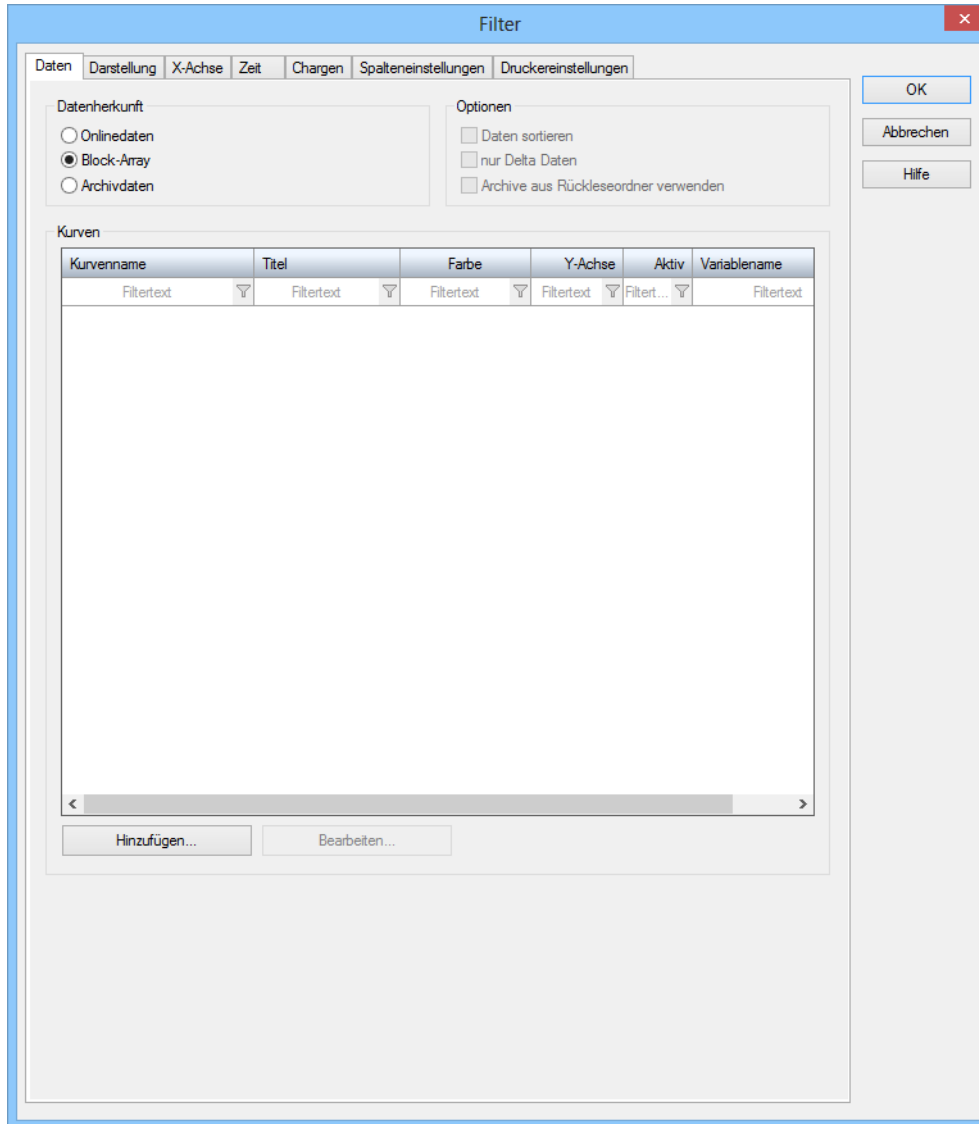 Filter
Daten Darstellung X-Achse Zeit Chargen Spalteneinstellungen Druckereinstellungen
OK
Abbrechen
Hilfe
Datenherkunft
Onlinedaten
Block-Array
Archivdaten
Optionen
Daten sortieren
nur Delta Daten
Archive aus Rückleseordner verwenden
Kurven
Kurvenname Titel Farbe Y-Achse Aktiv Variablename
Filtertext Filtertext Filtertext Filtertext Filtert... Filtertext
Hinzufügen... Bearbeiten...